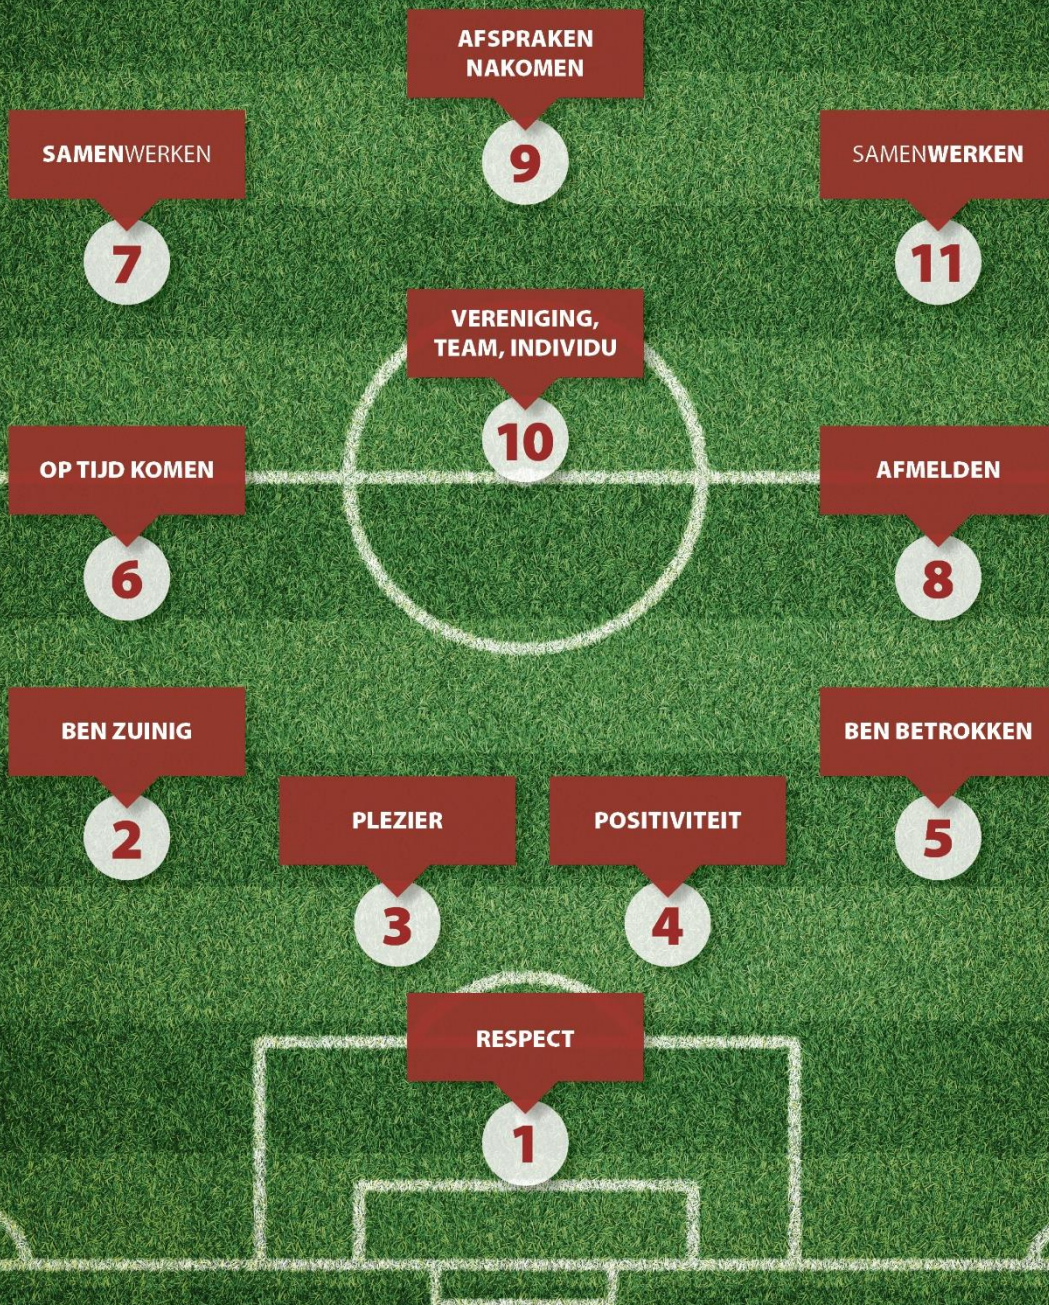 AFSPRAKEN
NAKOMEN
9
SAMENWERKEN
7
SAMENWERKEN
11
VERENIGING,
TEAM, INDIVIDU
10
OP TIJD KOMEN
6
AFMELDEN
8
BEN ZUINIG
2
BEN BETROKKEN
5
PLEZIER
3
POSITIVITEIT
4
RESPECT
1